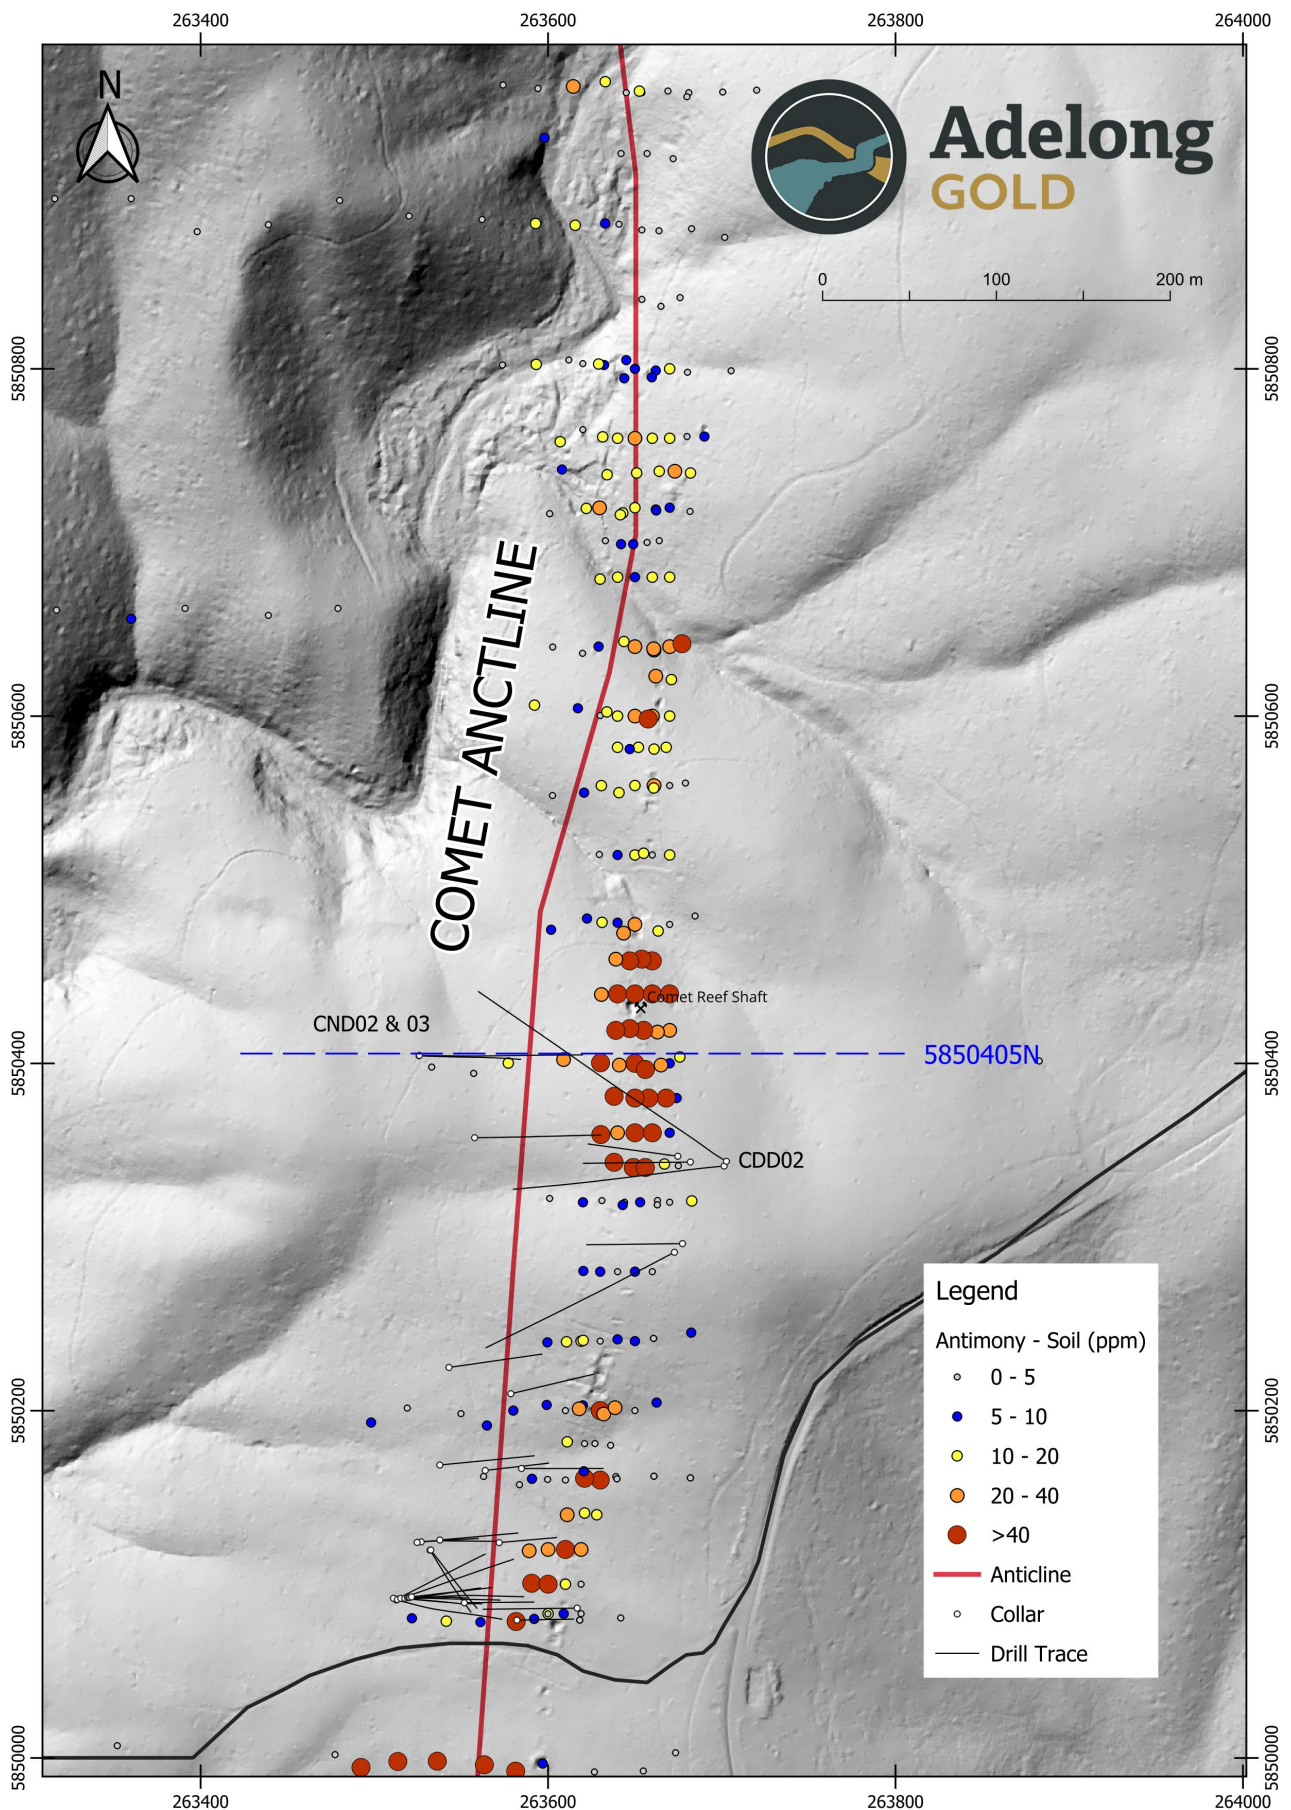 263400
263600
263800
264000
N
Adelong
GOLD
0
100
200 m
5850800
5850800
COMET ANCTLINE
5850600
5850600
Comet Reef Shaft
CND02 & 03
5850405N
5850400
5850400
CDD02
Legend
Antimony - Soil (ppm)
0 - 5
5 - 10
10 - 20
20 - 40
>40
Anticline
Collar
Drill Trace
5850200
5850200
5850000
5850000
263400
263600
263800
264000